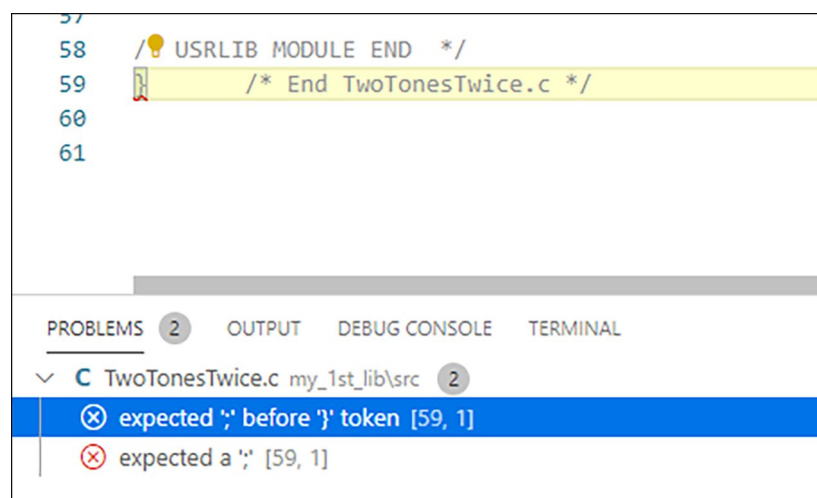 57
58 / USRLIB MODULE END */
59 } /* End TwoTonesTwice.c */
60
61
PROBLEMS 2 OUTPUT DEBUG CONSOLE TERMINAL
C TwoTonesTwice.c my_1st_lib\src 2
expected ';' before '}' token [59, 1]
expected a ';' [59, 1]